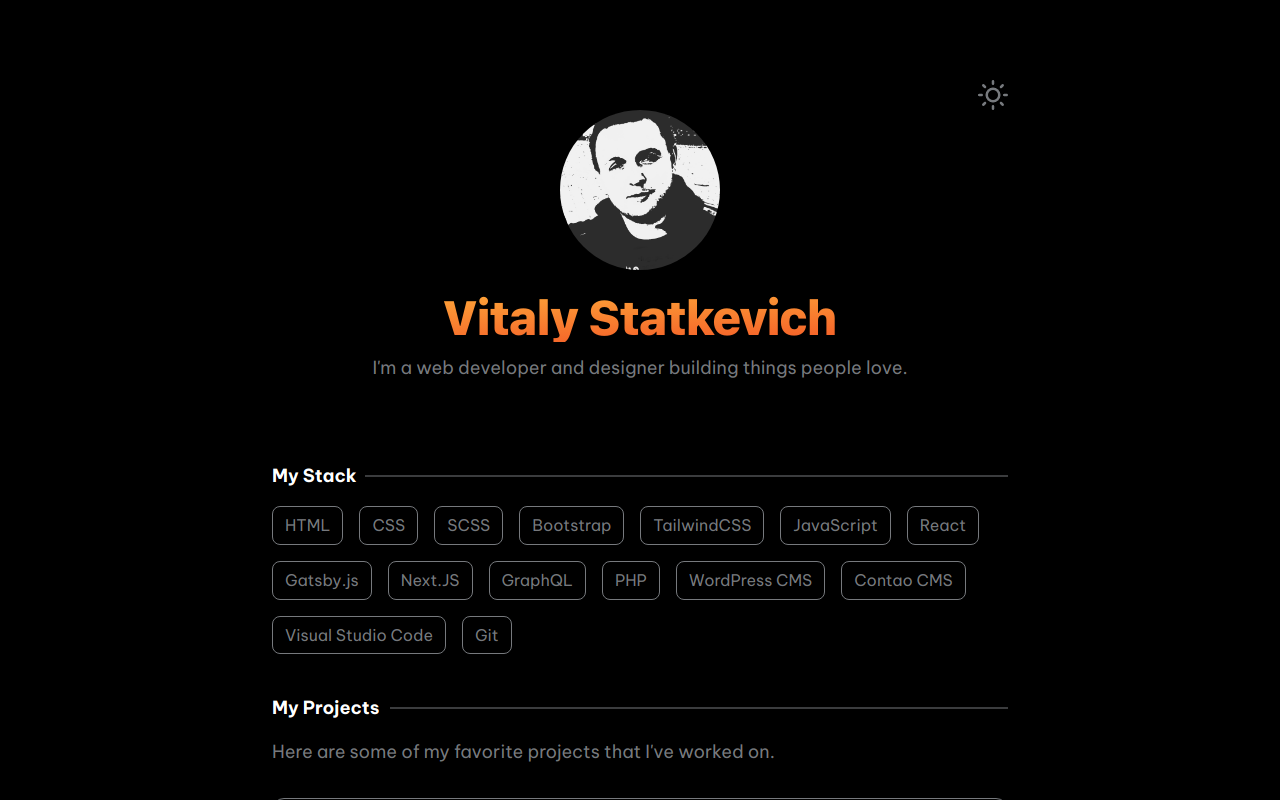 Vitaly Statkevich
I'm a web developer and designer building things people love.
My Stack
HTML CSS SCSS Bootstrap TailwindCSS JavaScript React
Gatsby.js Next.JS GraphQL PHP WordPress CMS Contao CMS
Visual Studio Code Git
My Projects
Here are some of my favorite projects that I've worked on.